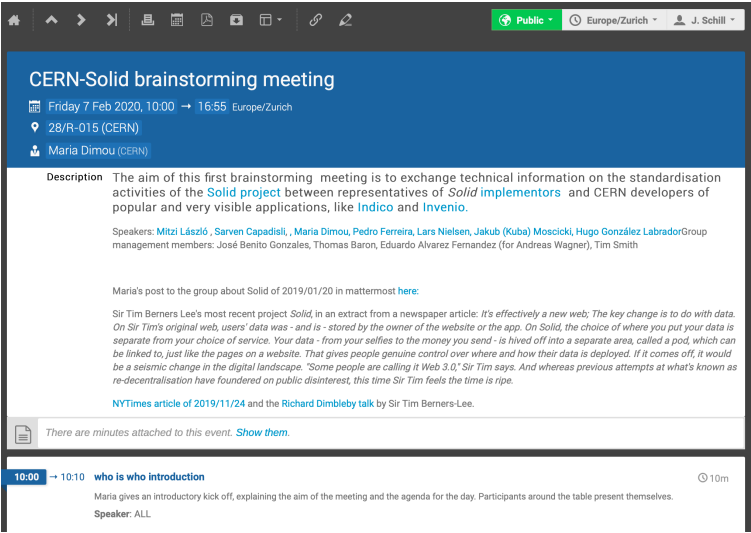 Public Europe/Zurich J. Schill
CERN-Solid brainstorming meeting
Friday 7 Feb 2020, 10:00 → 16:55 Europe/Zurich
28/R-015 (CERN)
Maria Dimou (CERN)
Description The aim of this first brainstorming meeting is to exchange technical information on the standardisation
activities of the Solid project between representatives of Solid implementors and CERN developers of
popular and very visible applications, like Indico and Invenio.
Speakers: Mitzi László , Sarven Capadisli, , Maria Dimou, Pedro Ferreira, Lars Nielsen, Jakub (Kuba) Moscicki, Hugo González LabradorGroup
management members: José Benito Gonzales, Thomas Baron, Eduardo Alvarez Fernandez (for Andreas Wagner), Tim Smith
Maria's post to the group about Solid of 2019/01/20 in mattermost here:
Sir Tim Berners Lee's most recent project Solid, in an extract from a newspaper article: It's effectively a new web; The key change is to do with data.
On Sir Tim's original web, users' data was - and is - stored by the owner of the website or the app. On Solid, the choice of where you put your data is
separate from your choice of service. Your data - from your selfies to the money you send - is hived off into a separate area, called a pod, which can
be linked to, just like the pages on a website. That gives people genuine control over where and how their data is deployed. If it comes off, it would
be a seismic change in the digital landscape. "Some people are calling it Web 3.0," Sir Tim says. And whereas previous attempts at what's known as
re-decentralisation have foundered on public disinterest, this time Sir Tim feels the time is ripe.
NYTimes article of 2019/11/24 and the Richard Dimbleby talk by Sir Tim Berners-Lee.
There are minutes attached to this event. Show them.
10:00 → 10:10 who is who introduction 10m
Maria gives an introductory kick off, explaining the aim of the meeting and the agenda for the day. Participants around the table present themselves.
Speaker: ALL